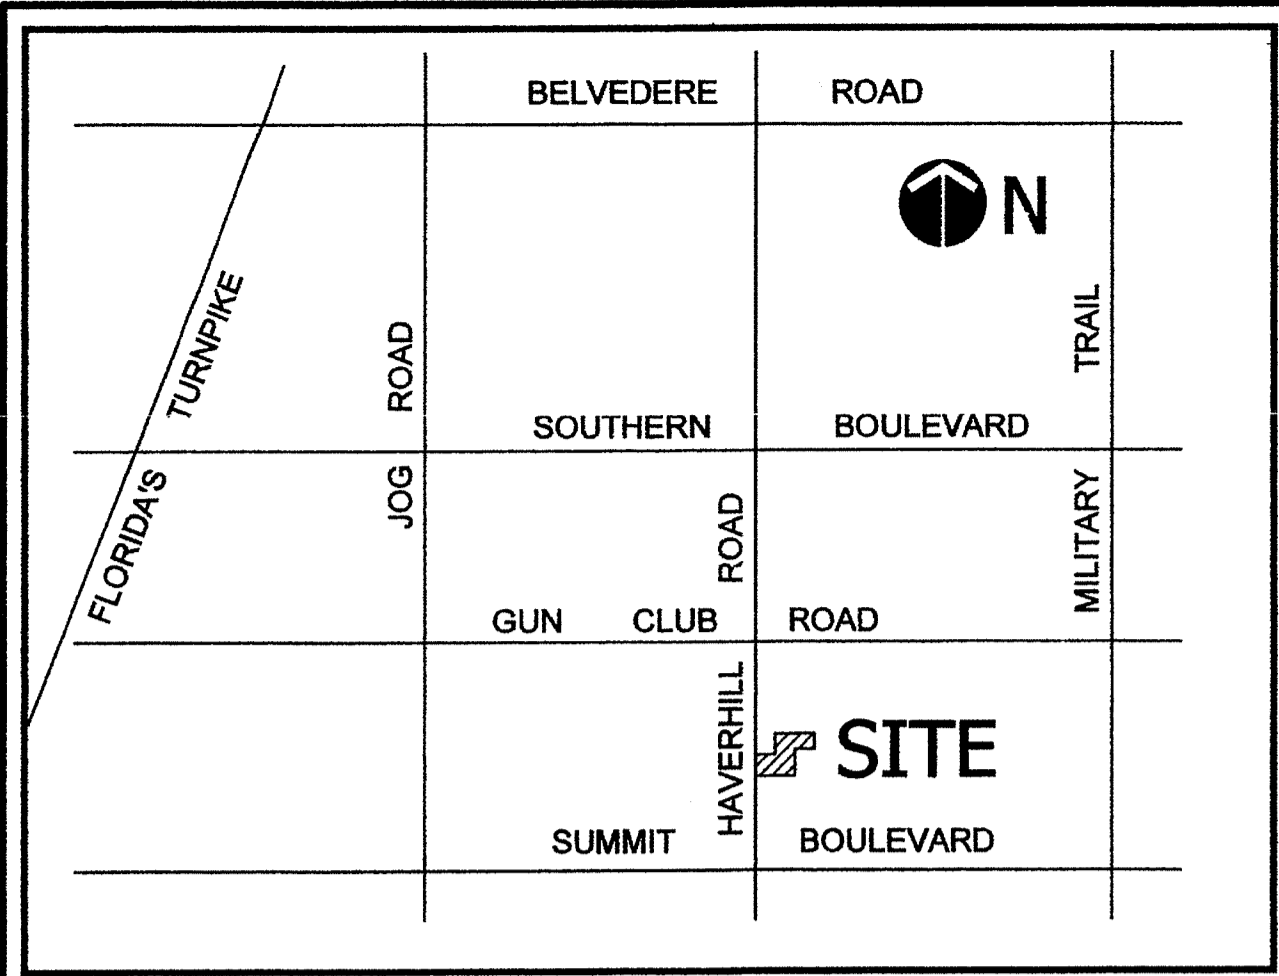 BELVEDERE ROAD
N
FLORIDA'S TURNPIKE
JOG ROAD
MILITARY TRAIL
SOUTHERN BOULEVARD
HAVERHILL ROAD
GUN CLUB ROAD
SITE
SUMMIT BOULEVARD